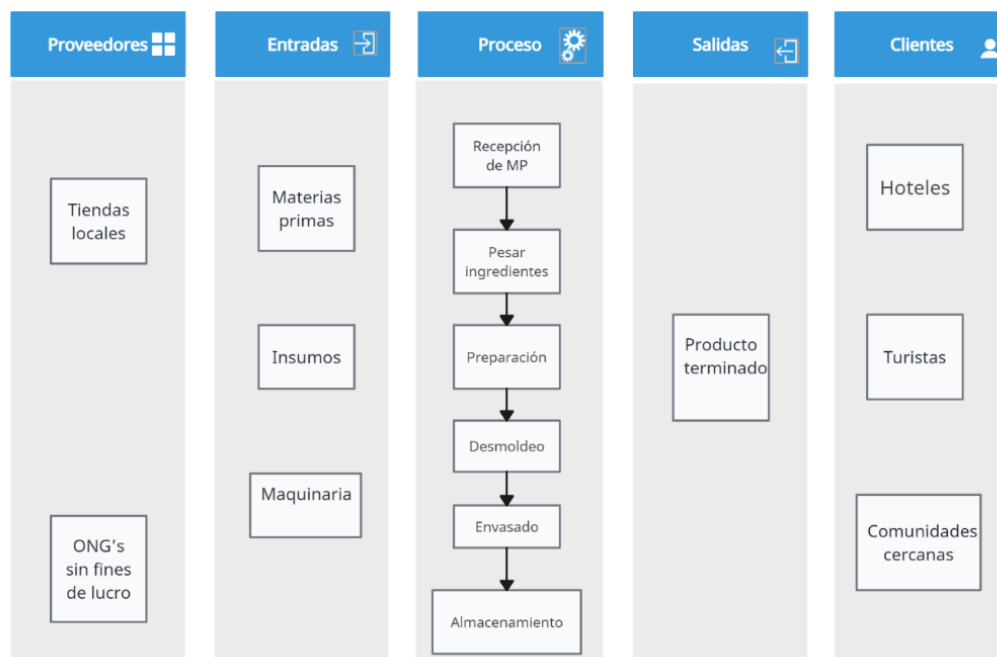 Proveedores
Entradas
Proceso
Salidas
Clientes
Tiendas
locales
ONG's
sin fines
de lucro
Materias
primas
Insumos
Maquinaria
Recepción
de MP
Pesar
ingredientes
Preparación
Desmoldeo
Envasado
Almacenamiento
Producto
terminado
Hoteles
Turistas
Comunidades
cercanas